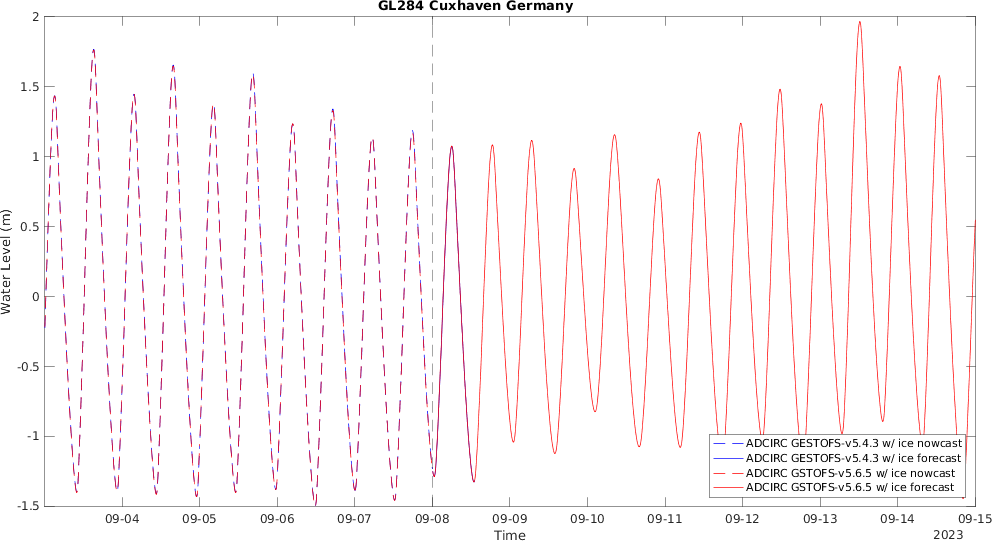 GL284 Cuxhaven Germany
2
1.5
1
0.5
0
-0.5
-1
-1.5
Water Level (m)
ADCIRC GESTOFS-v5.4.3 w/ ice nowcast
ADCIRC GESTOFS-v5.4.3 w/ ice forecast
ADCIRC GSTOFS-v5.6.5 w/ ice nowcast
ADCIRC GSTOFS-v5.6.5 w/ ice forecast
09-04 09-05 09-06 09-07 09-08 09-09 09-10 09-11 09-12 09-13 09-14 09-15
Time
2023